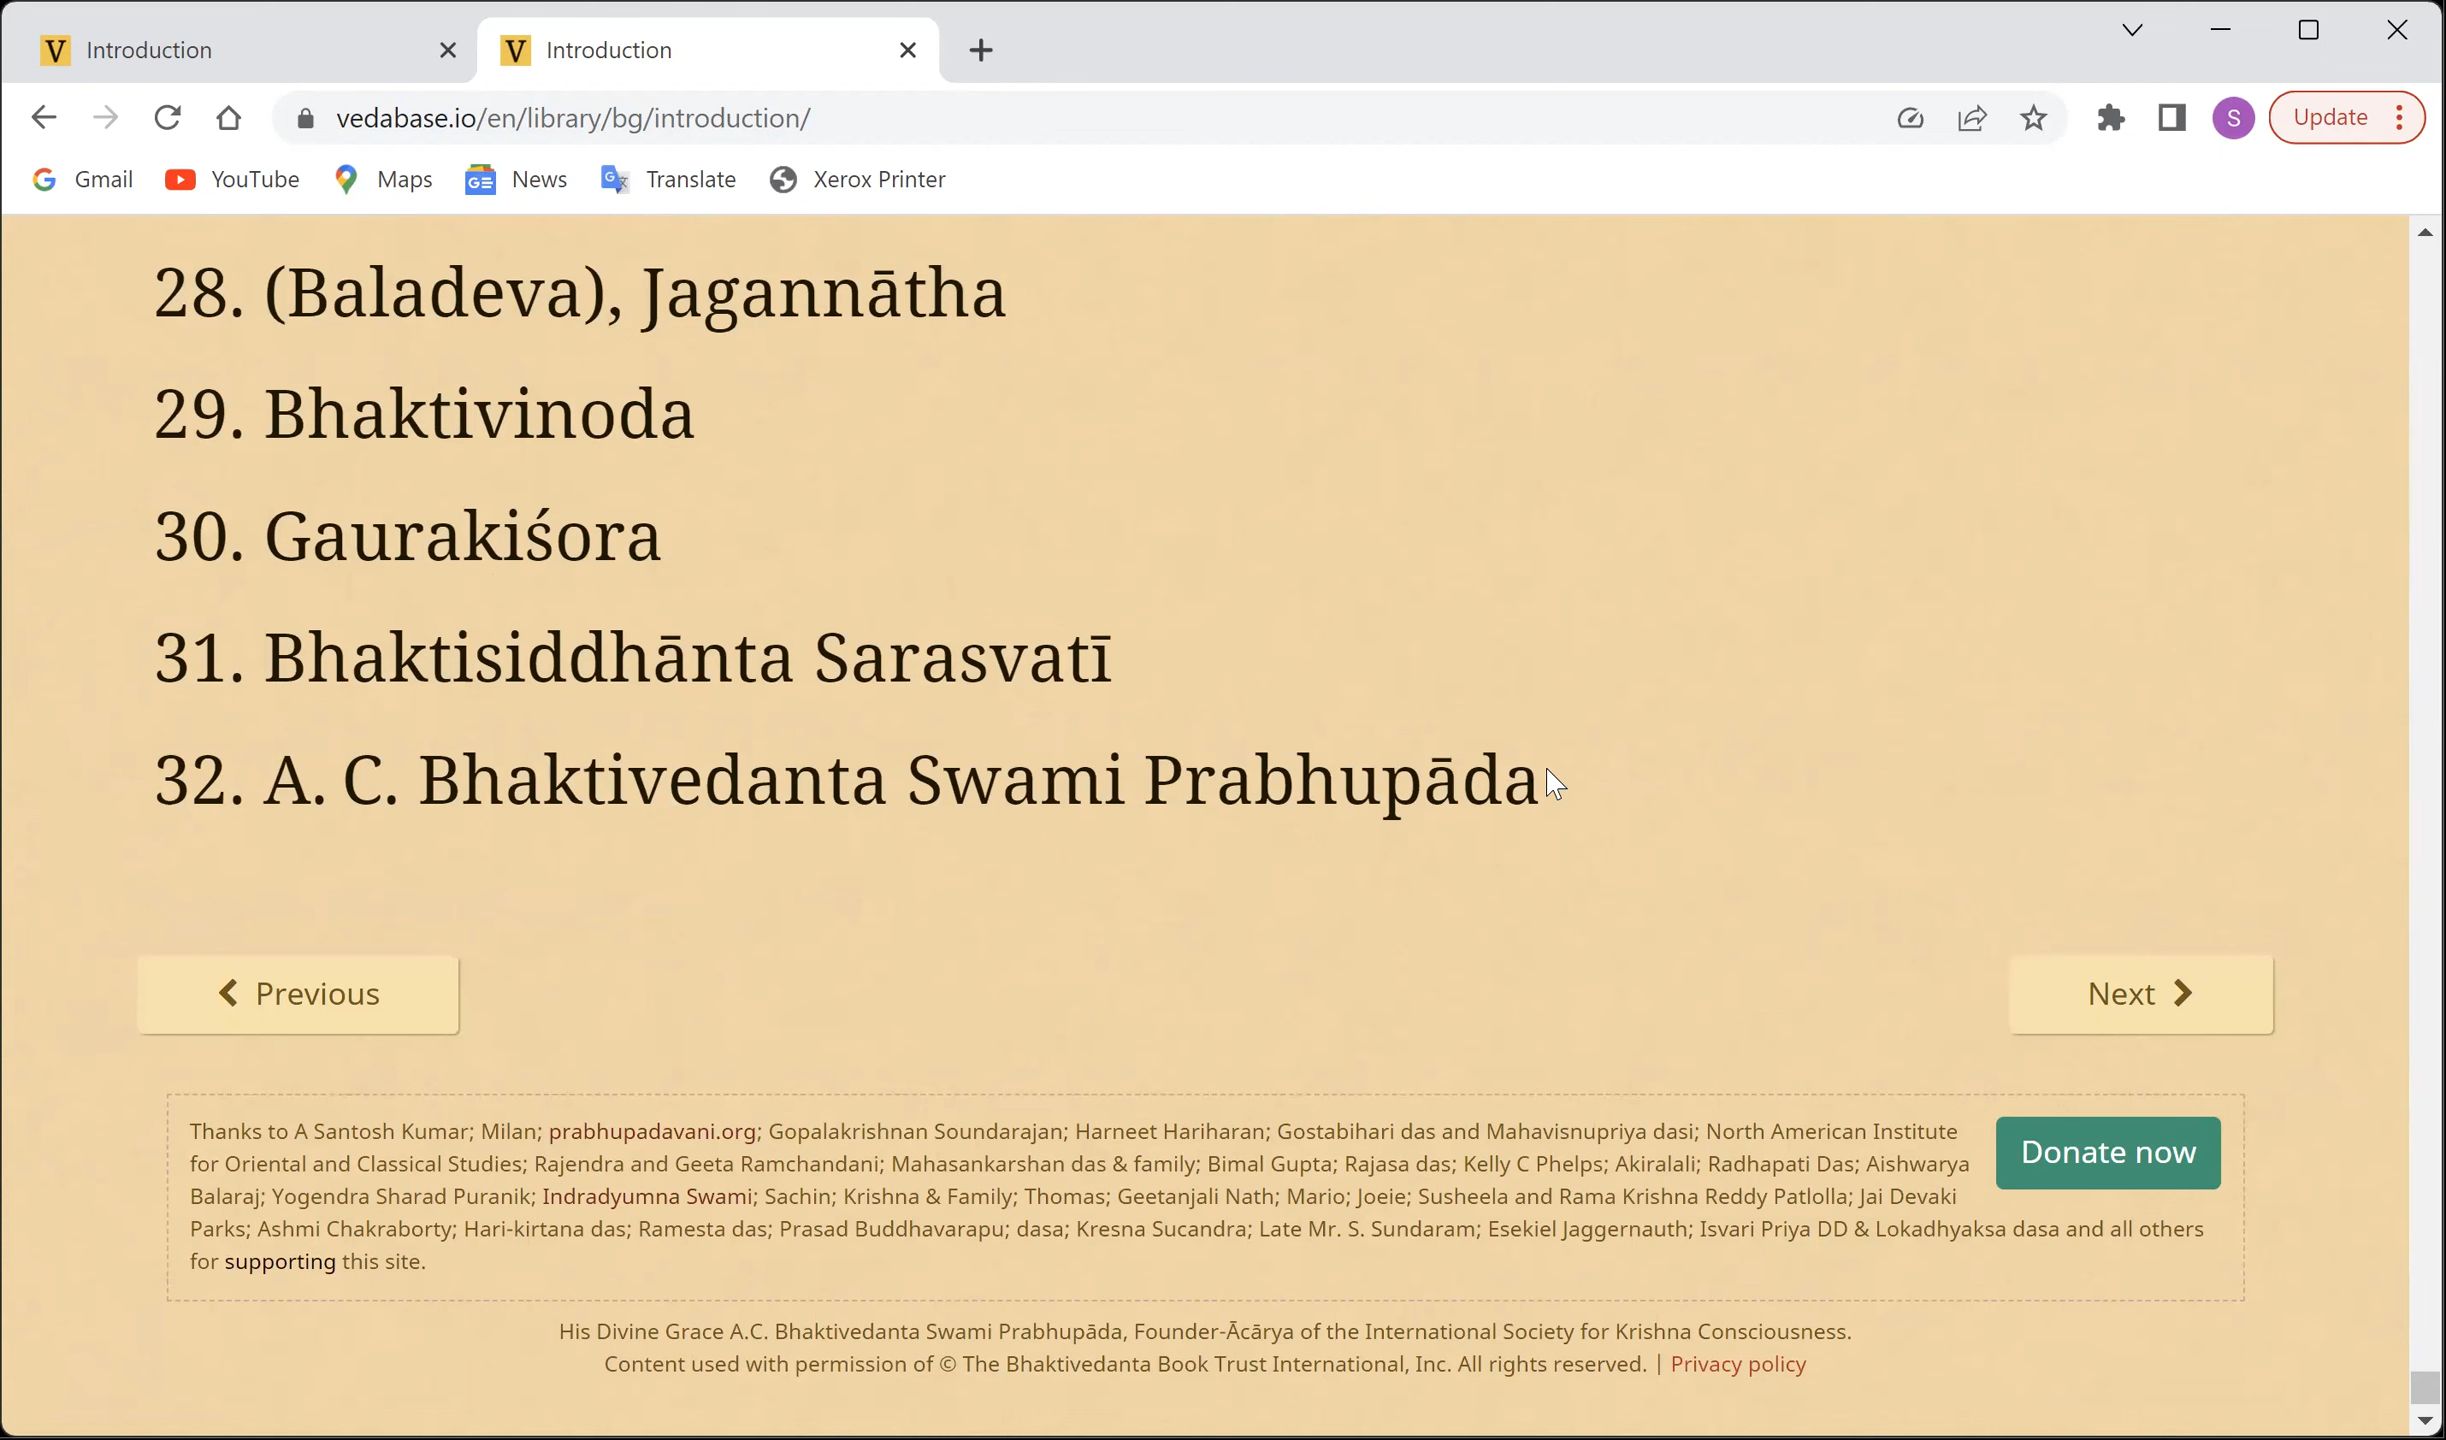 V Introduction
V Introduction
vedabase.io/en/library/bg/introduction/
S
Update
Gmail
YouTube
Maps
News
Translate
Xerox Printer
28. (Baladeva), Jagannātha
29. Bhaktivinoda
30. Gaurakiśora
31. Bhaktisiddhānta Sarasvatī
32. A. C. Bhaktivedanta Swami Prabhupāda
Previous
Next
Thanks to A Santosh Kumar; Milan; prabhupadavani.org; Gopalakrishnan Soundarajan; Harneet Hariharan; Gostabihari das and Mahavisnupriya dasi; North American Institute
for Oriental and Classical Studies; Rajendra and Geeta Ramchandani; Mahasankarshan das & family; Bimal Gupta; Rajasa das; Kelly C Phelps; Akiralali; Radhapati Das; Aishwarya
Balaraj; Yogendra Sharad Puranik; Indradyumna Swami; Sachin; Krishna & Family; Thomas; Geetanjali Nath; Mario; Joeie; Susheela and Rama Krishna Reddy Patlolla; Jai Devaki
Parks; Ashmi Chakraborty; Hari-kirtana das; Ramesta das; Prasad Buddhavarapu; dasa; Kresna Sucandra; Late Mr. S. Sundaram; Esekiel Jaggernauth; Isvari Priya DD & Lokadhyaksa dasa and all others
for supporting this site.
Donate now
His Divine Grace A.C. Bhaktivedanta Swami Prabhupāda, Founder-Ācārya of the International Society for Krishna Consciousness.
Content used with permission of © The Bhaktivedanta Book Trust International, Inc. All rights reserved. | Privacy policy